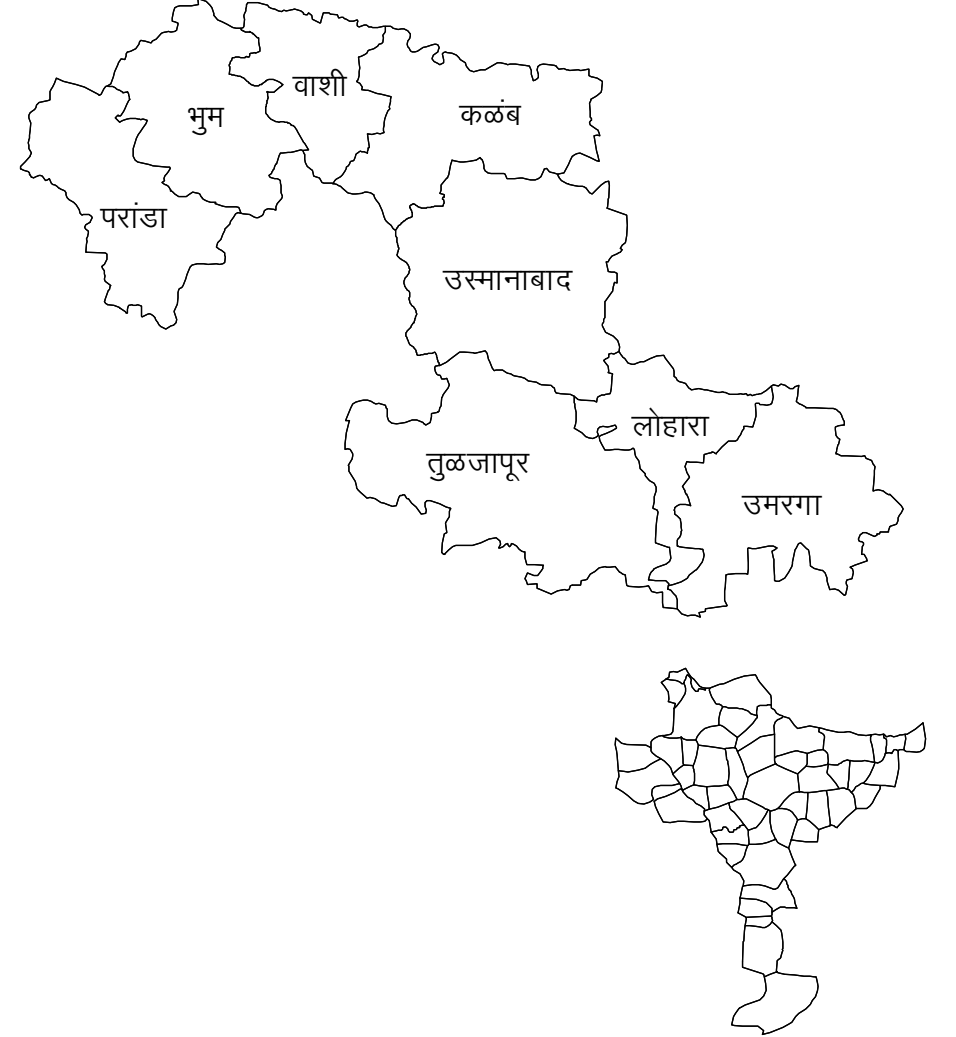 वाशी
भुम
कळंब
परांडा
उस्मानाबाद
लोहारा
तुळजापूर
उमरगा